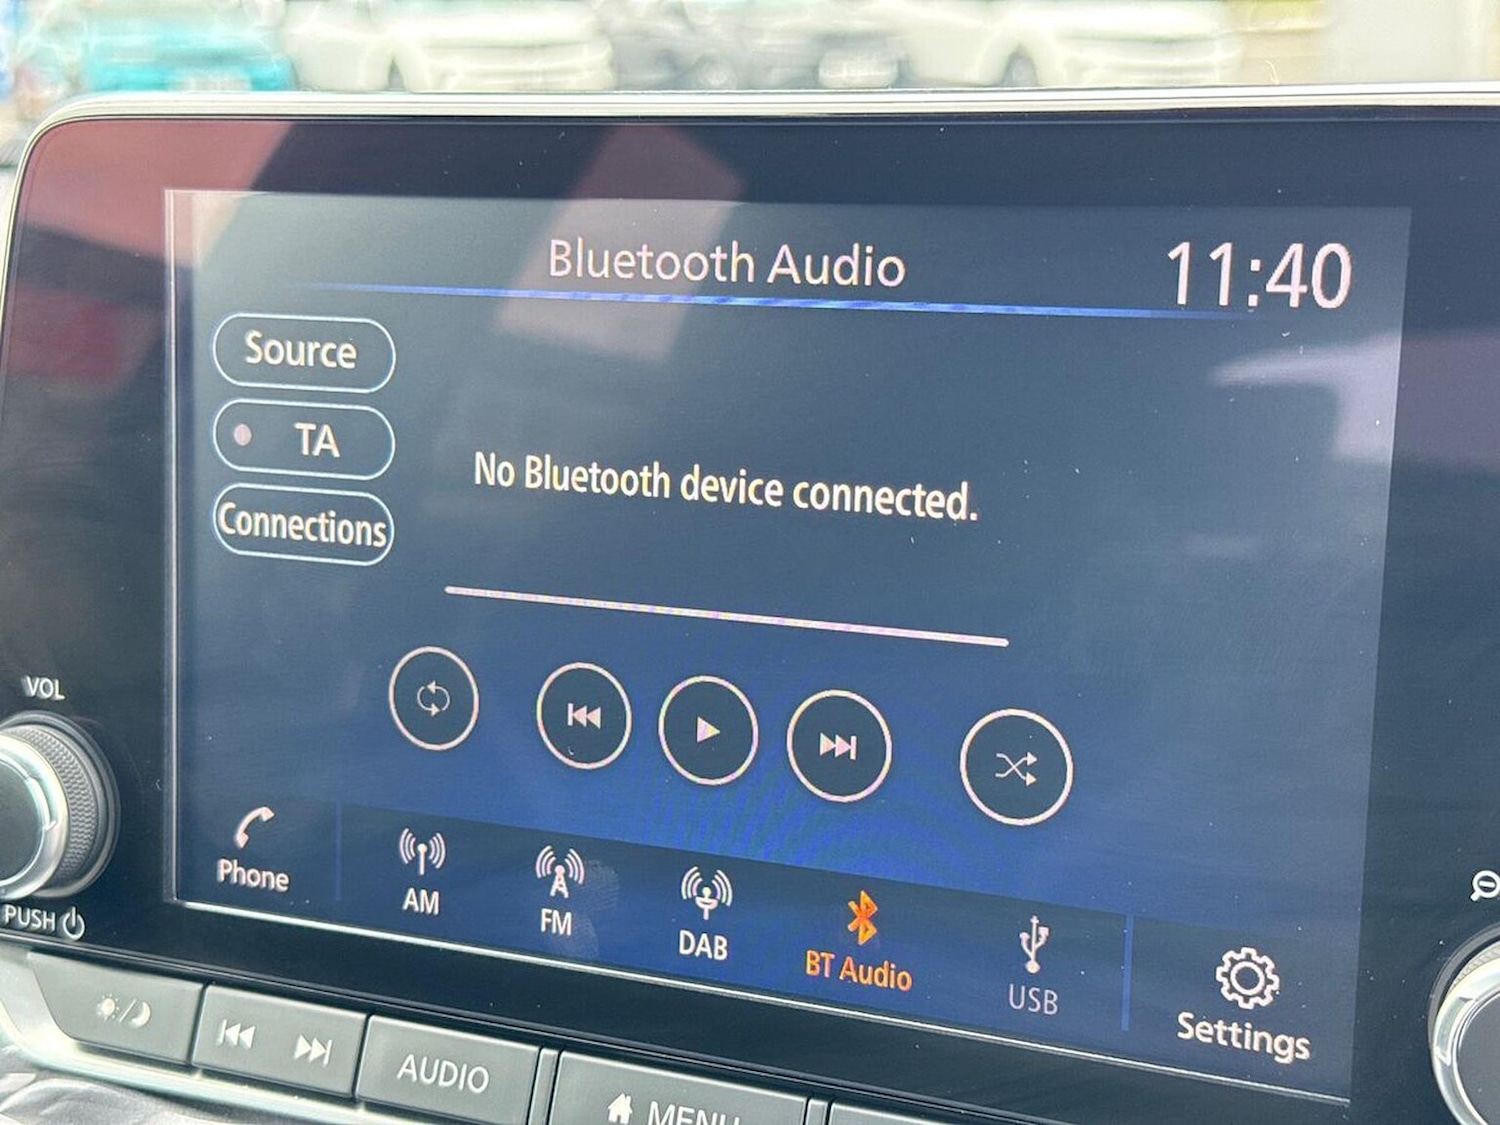 Bluetooth Audio
11:40
Source
TA
Connections
No Bluetooth device connected.
VOL
PUSH
Phone
AM
FM
DAB
BT Audio
USB
Settings
AUDIO
MENU